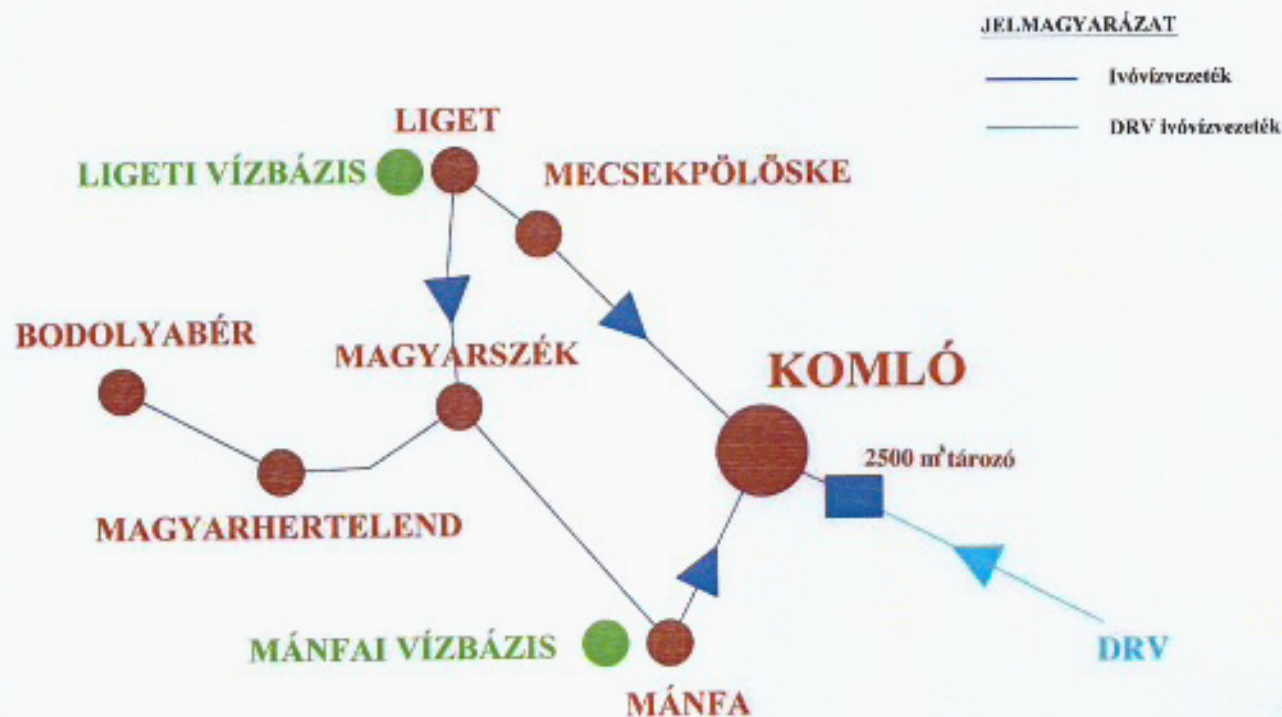 JELMAGYARÁZAT
Ivóvízvezeték
DRV ivóvízvezeték
LIGET
LIGETI VÍZBÁZIS
MECSEKPÖLÖSKE
BODOLYABÉR
MAGYARSZÉK
KOMLÓ
2500 m³ tározó
MAGYARHERTELEND
MÁNFAI VÍZBÁZIS
DRV
MÁNFA